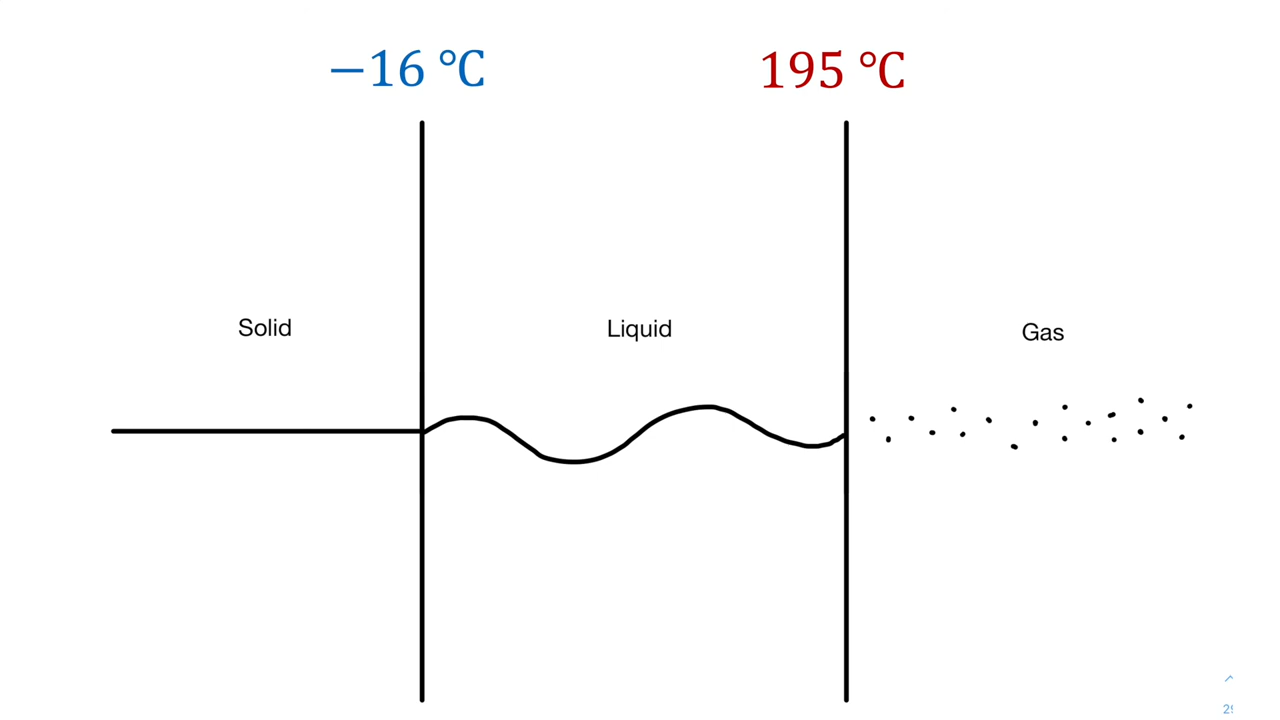 −16 °C
195 °C
Solid
Liquid
Gas